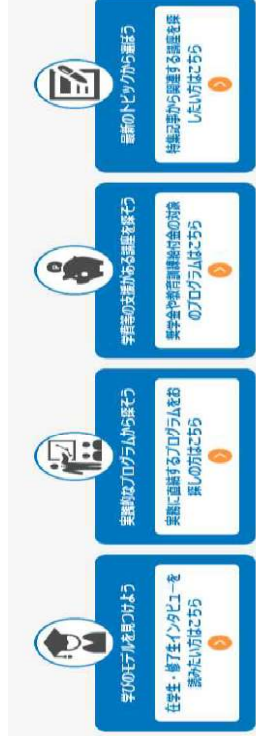 学びのモデルを見つけよう
在学生・修了生インタビューを
読みたい方はこちら
実践的なプログラムから探そう
実務に直結するプログラムをお
探しの方はこちら
学費等の支援がある講座を探そう
奨学金や教育訓練給付金の対象
のプログラムはこちら
最新のトピックから選ぼう
特集記事から関連する講座を探
したい方はこちら